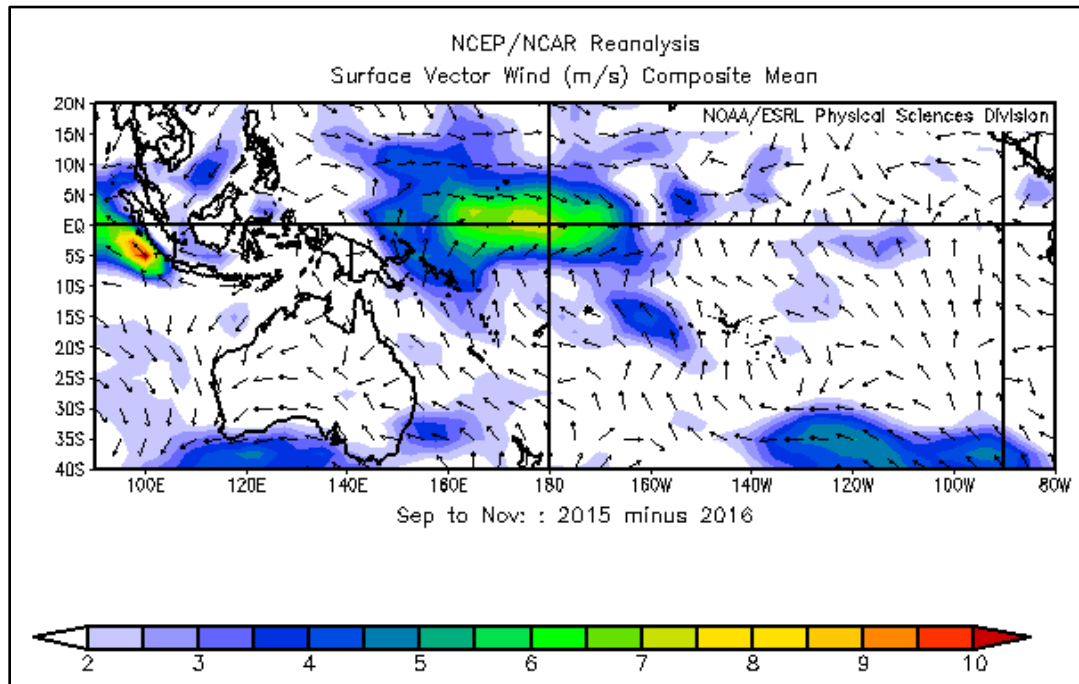 NCEP/NCAR Reanalysis
Surface Vector Wind (m/s) Composite Mean
NOAA/ESRL Physical Sciences Division
20N
15N
10N
5N
EQ
5S
10S
15S
20S
25S
30S
35S
40S
100E 120E 140E 160E 180 160W 140W 120W 100W 80W
Sep to Nov: : 2015 minus 2016
2 3 4 5 6 7 8 9 10